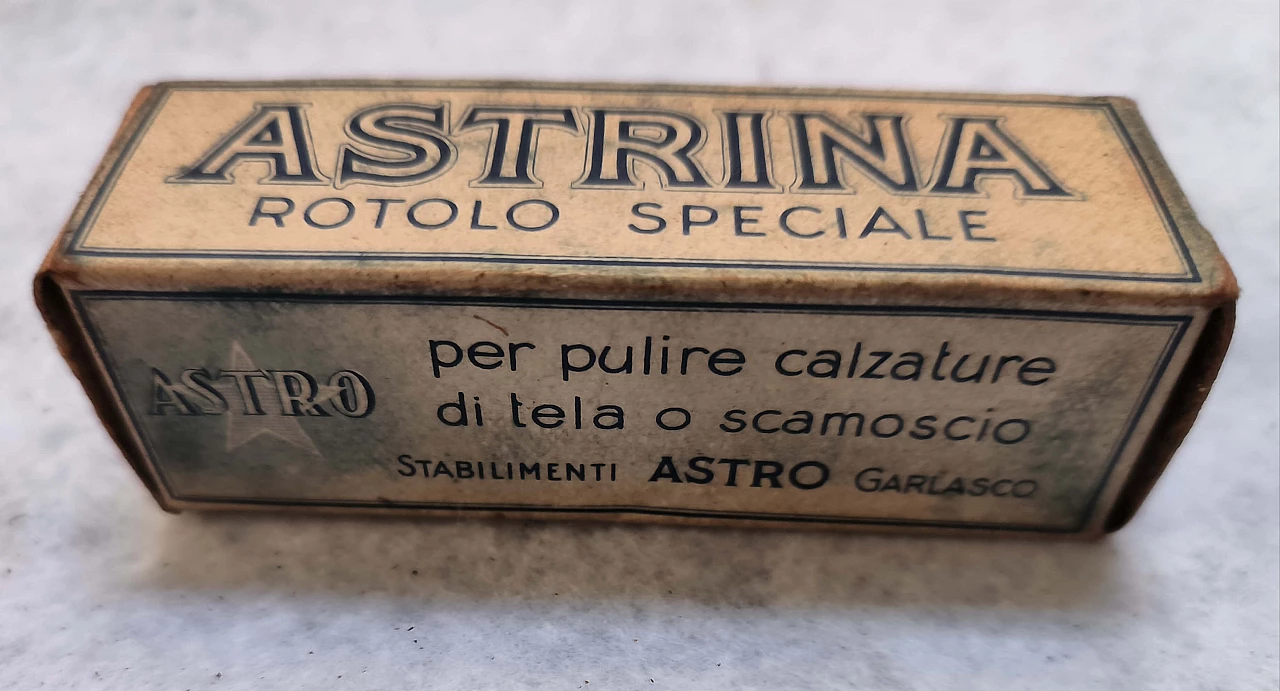 ASTRINA
ROTOLO SPECIALE
ASTRO
per pulire calzature
di tela o scamoscio
STABILIMENTI ASTRO GARLASCO